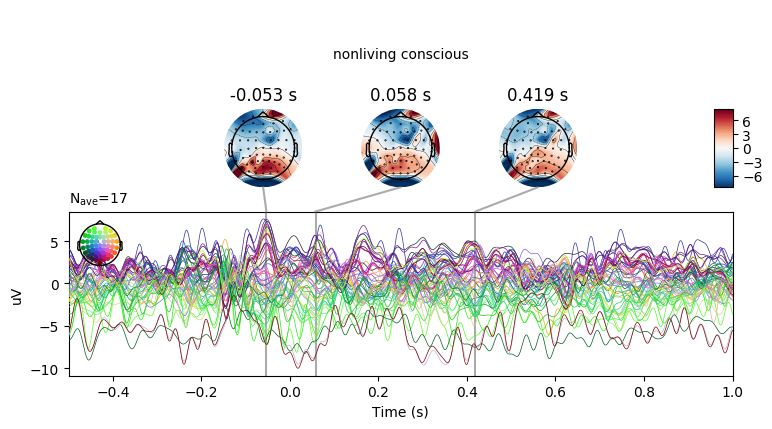 nonliving conscious
-0.053 s 0.058 s 0.419 s
6
3
0
−3
−6
Nave=17
5
0
−5
−10
uV
−0.4 −0.2 0.0 0.2 0.4 0.6 0.8 1.0
Time (s)